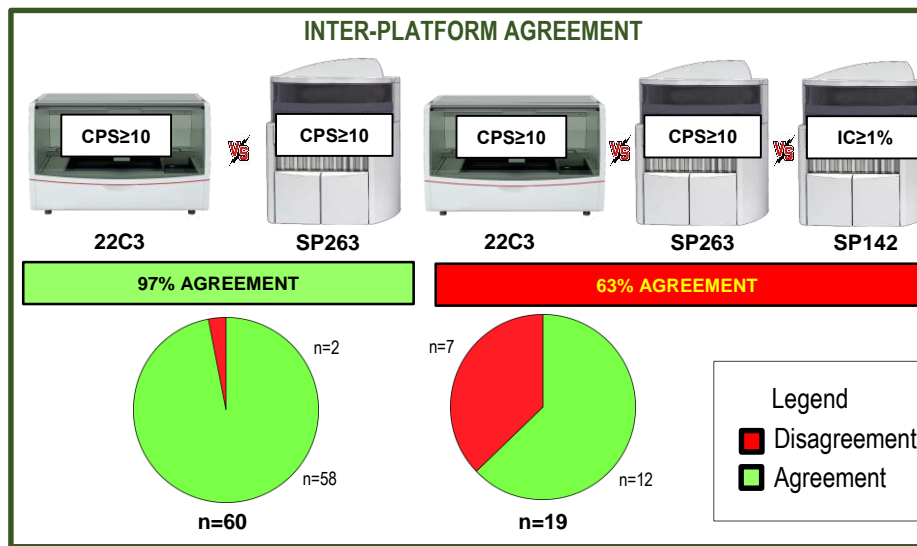 INTER-PLATFORM AGREEMENT
CPS≥10
VS
CPS≥10
CPS≥10
VS
CPS≥10
VS
IC≥1%
22C3
SP263
22C3
SP263
SP142
97% AGREEMENT
63% AGREEMENT
n=2
n=58
n=60
n=7
n=12
n=19
Legend
Disagreement
Agreement